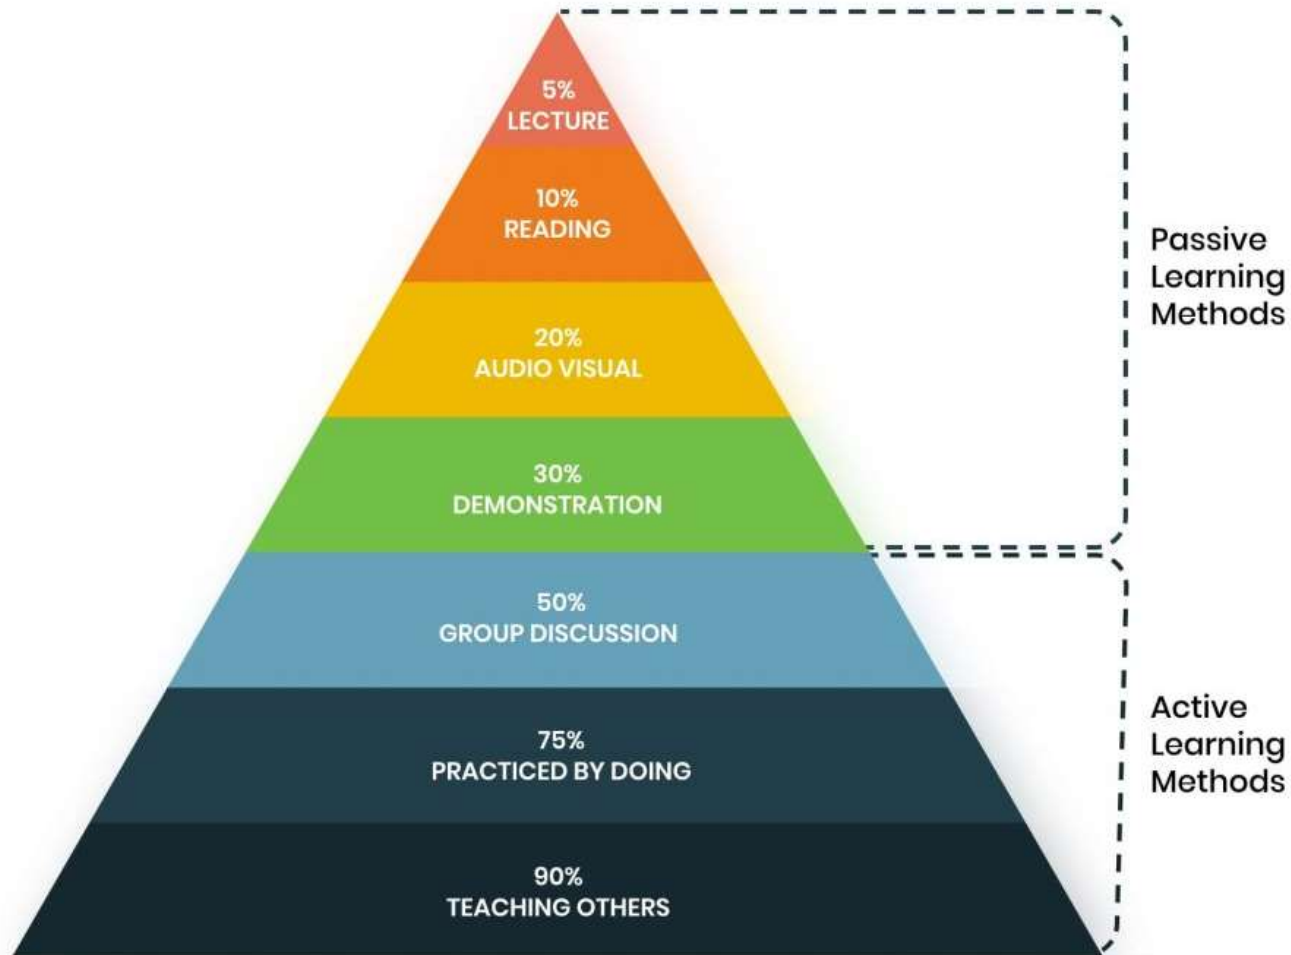 5%
LECTURE
10%
READING
20%
AUDIO VISUAL
30%
DEMONSTRATION
50%
GROUP DISCUSSION
75%
PRACTICED BY DOING
90%
TEACHING OTHERS
Passive
Learning
Methods
Active
Learning
Methods